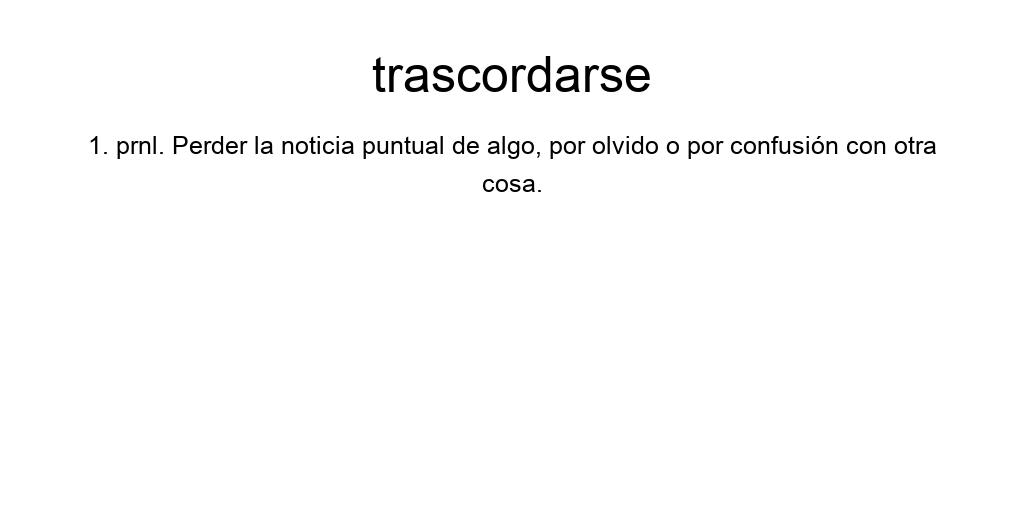 trascordarse
1. prnl. Perder la noticia puntual de algo, por olvido o por confusión con otra
cosa.